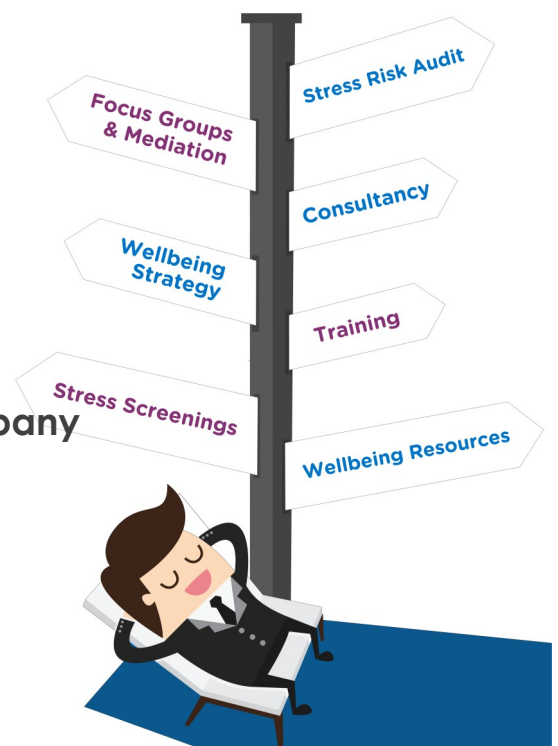 Stress Risk Audit
Focus Groups
& Mediation
Consultancy
Wellbeing
Strategy
Training
Stress Screenings
Wellbeing Resources